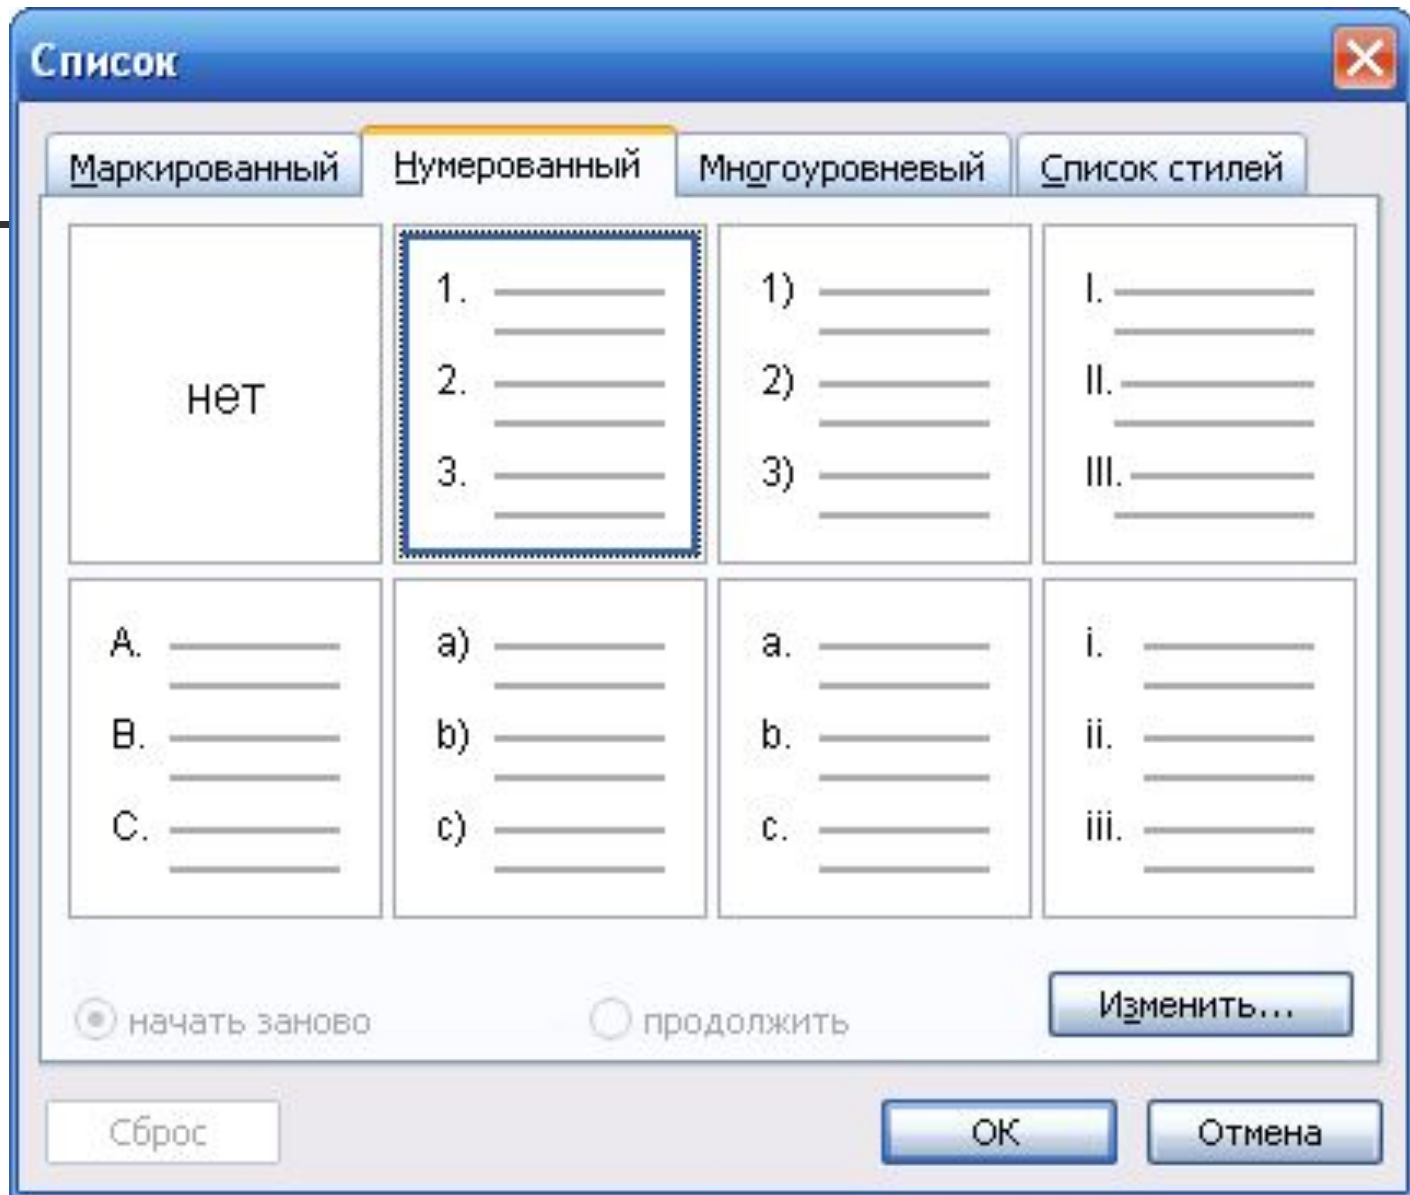 Список
Маркированный Нумерованный Многоуровневый Список стилей
нет
1.
2.
3.
1)
2)
3)
I.
II.
III.
A.
B.
C.
a)
b)
c)
a.
b.
c.
i.
ii.
iii.
начать заново продолжить Изменить...
Сброс ОК Отмена